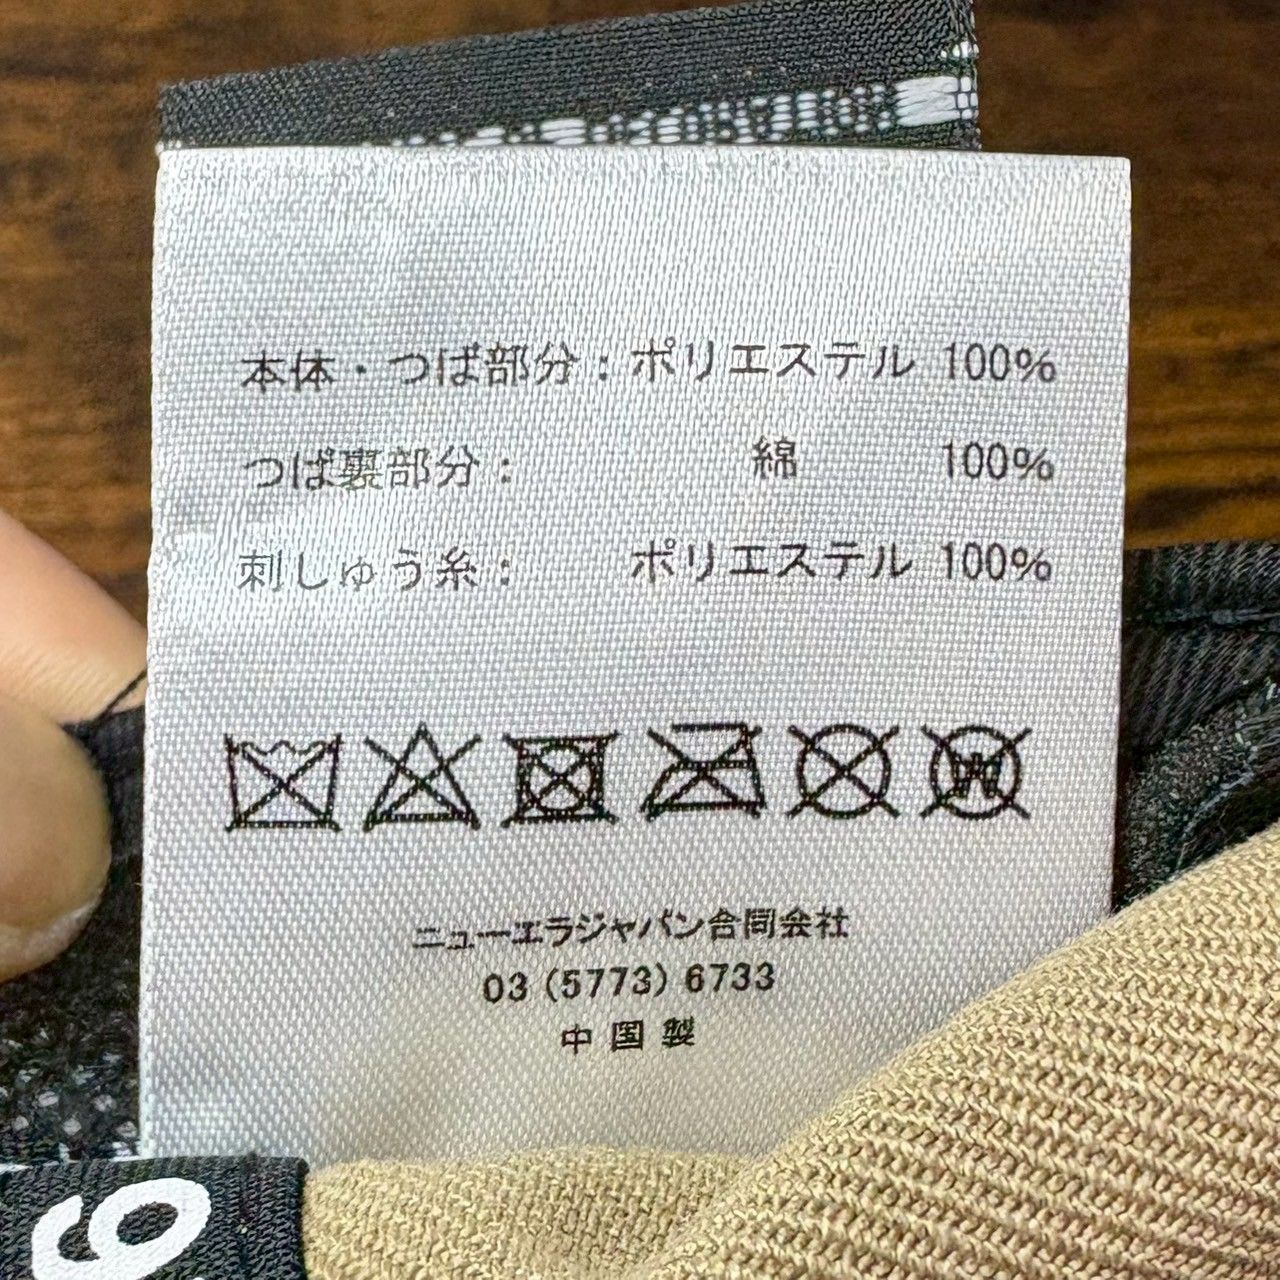 本体・つば部分：ポリエステル 100%
つば裏部分： 綿 100%
刺しゅう糸： ポリエステル 100%
ニューエラジャパン合同会社
03 (5773) 6733
中国製